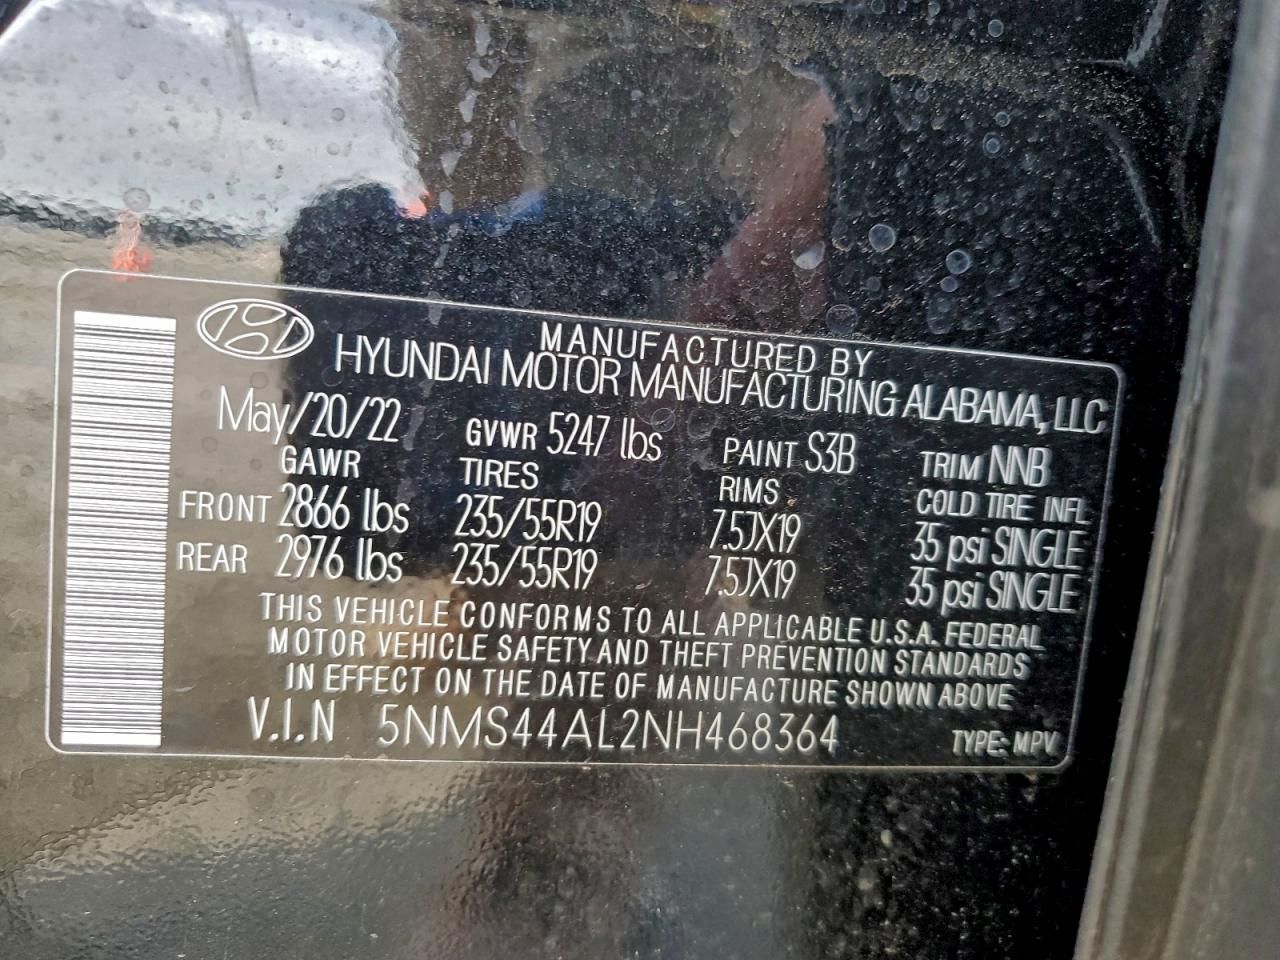 MANUFACTURED BY
HYUNDAI MOTOR MANUFACTURING ALABAMA, LLC
May/20/22 GVWR 5247 lbs PAINT S3B TRIM NNB
GAWR TIRES RIMS COLD TIRE INFL
FRONT 2866 lbs 235/55R19 7.5JX19 35 psi SINGLE
REAR 2976 lbs 235/55R19 7.5JX19 35 psi SINGLE
THIS VEHICLE CONFORMS TO ALL APPLICABLE U.S.A. FEDERAL
MOTOR VEHICLE SAFETY AND THEFT PREVENTION STANDARDS
IN EFFECT ON THE DATE OF MANUFACTURE SHOWN ABOVE
V.I.N 5NMS44AL2NH468364 TYPE: MPV